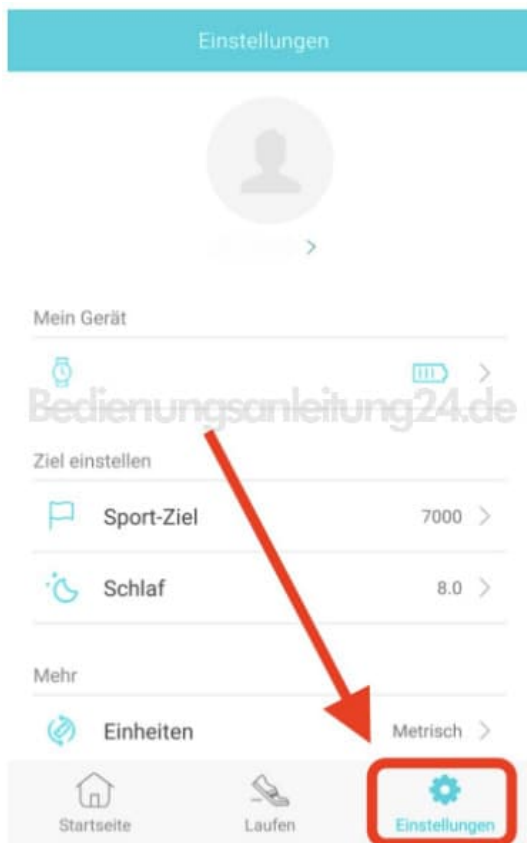 Einstellungen
Mein Gerät
Bedienungsanleitung24.de
Ziel einstellen
Sport-Ziel 7000
Schlaf 8.0
Mehr
Einheiten Metrisch
Startseite Laufen Einstellungen